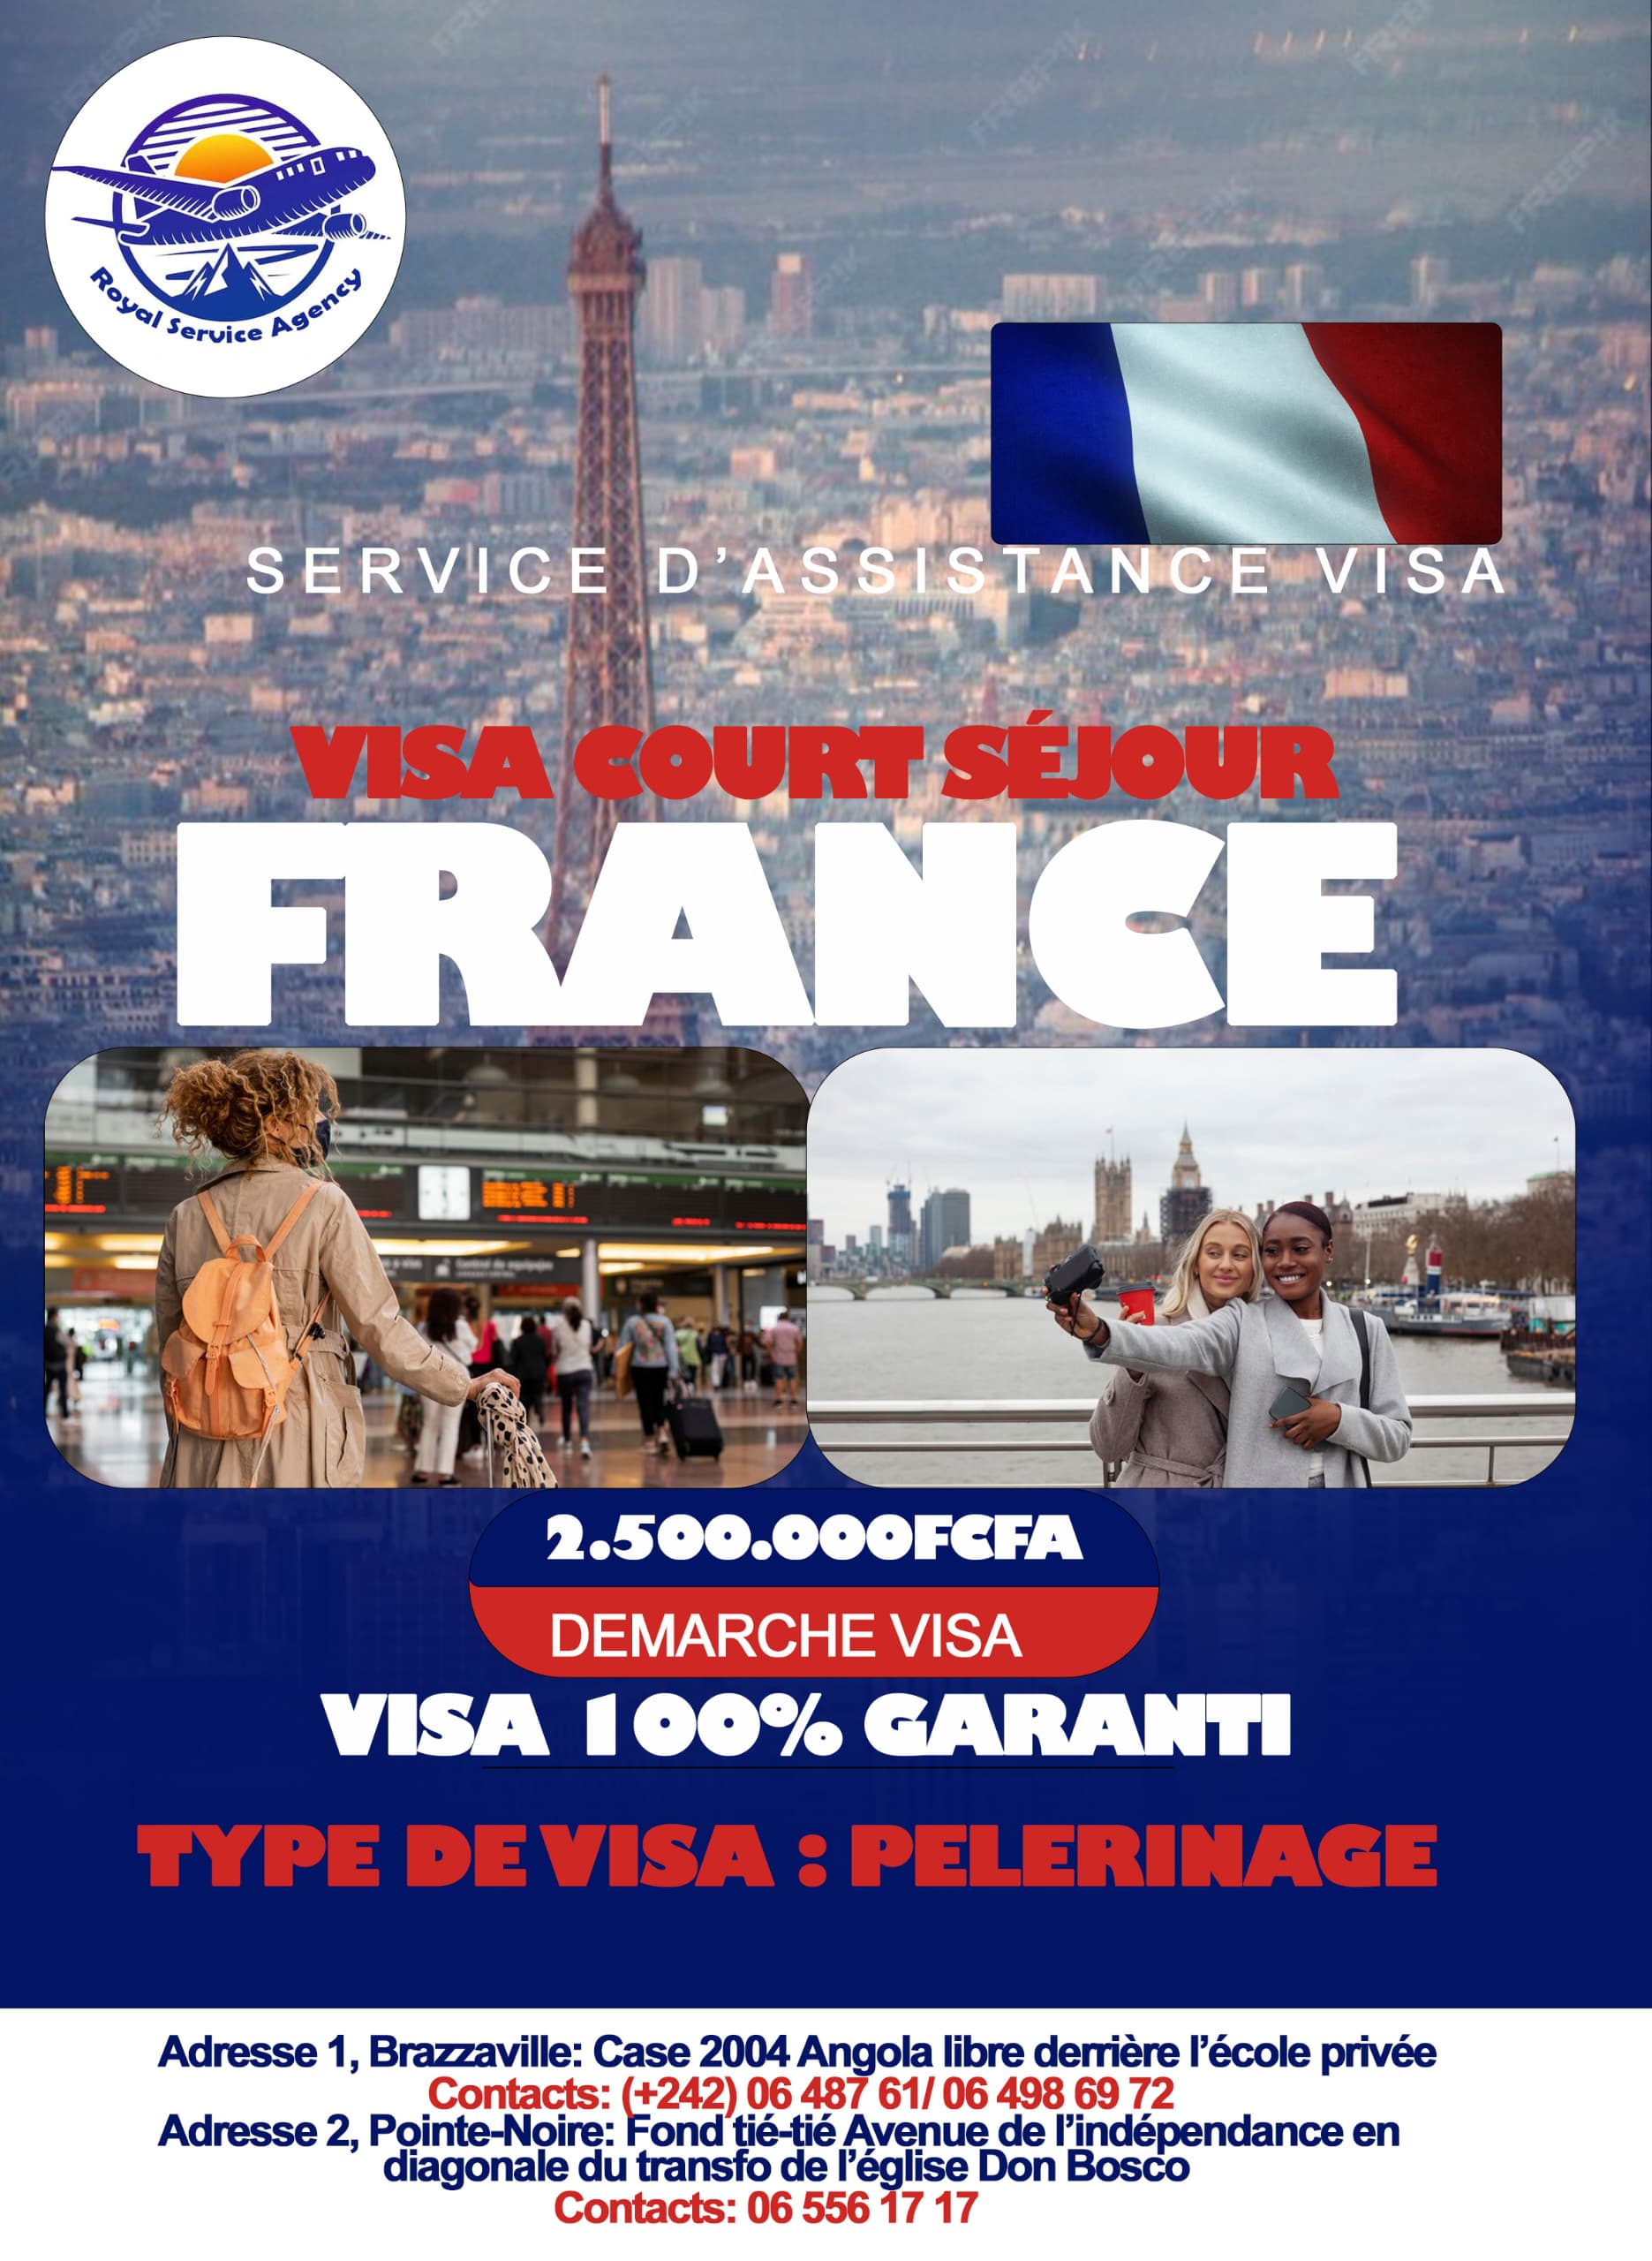 Royal Service Agency
SERVICE D'ASSISTANCE VISA
VISA COURT SÉJOUR
FRANCE
2.500.000FCFA
DEMARCHE VISA
VISA 100% GARANTI
TYPE DE VISA : PELERINAGE
Adresse 1, Brazzaville: Case 2004 Angola libre derrière l'école privée
Contacts: (+242) 06 487 61/ 06 498 69 72
Adresse 2, Pointe-Noire: Fond tié-tié Avenue de l'indépendance en
diagonale du transfo de l'église Don Bosco
Contacts: 06 556 17 17